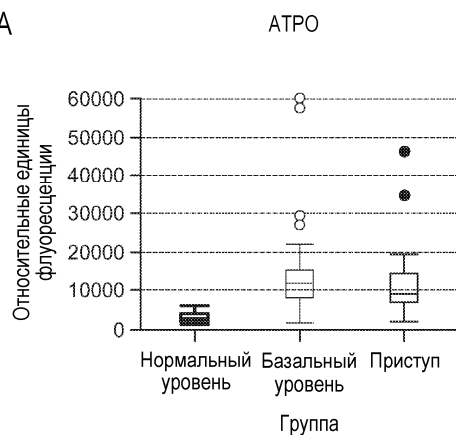 А
АТРО
Относительные единицы
флуоресценции
60000
50000
40000
30000
20000
10000
0
Нормальный
уровень
Базальный
уровень
Приступ
Группа